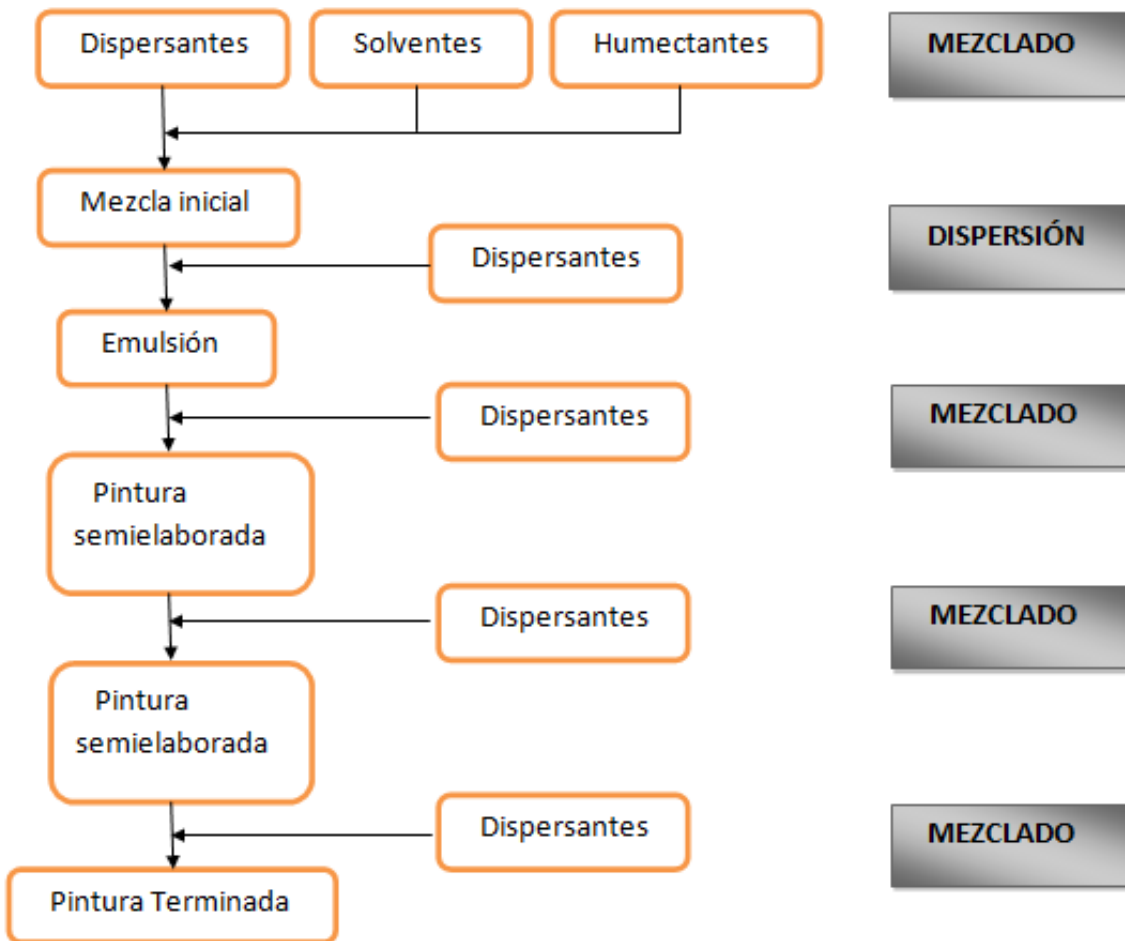 Dispersantes
Solventes
Humectantes
MEZCLADO
Mezcla inicial
DISPERSIÓN
Dispersantes
Emulsión
MEZCLADO
Dispersantes
Pintura
semielaborada
Dispersantes
MEZCLADO
Pintura
semielaborada
Dispersantes
MEZCLADO
Pintura Terminada